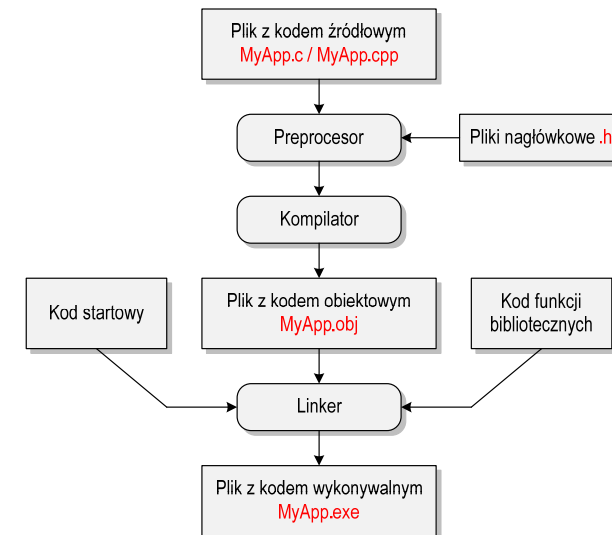 Plik z kodem źródłowym
MyApp.c / MyApp.cpp
Preprocesor
Pliki nagłówkowe .h
Kompilator
Kod startowy
Plik z kodem obiektowym
MyApp.obj
Kod funkcji
bibliotecznych
Linker
Plik z kodem wykonywalnym
MyApp.exe